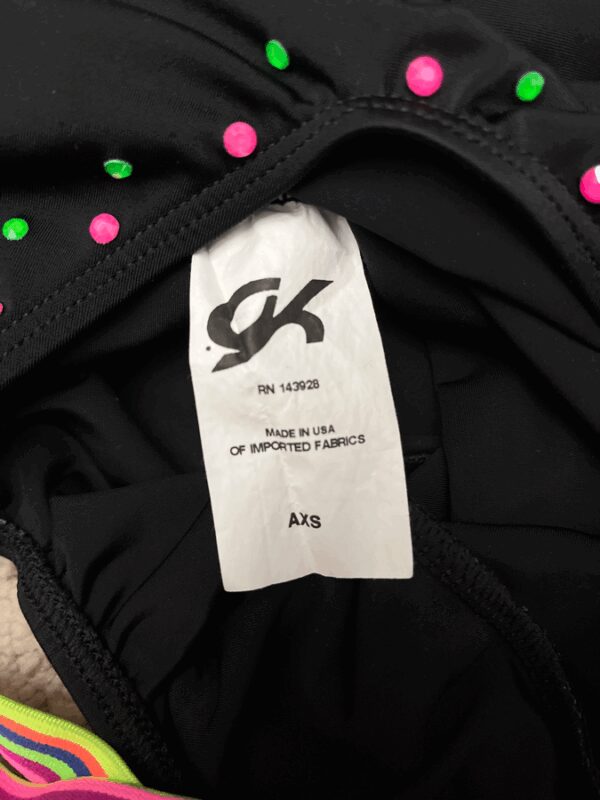 GK
RN 143928
MADE IN USA
OF IMPORTED FABRICS
AXS